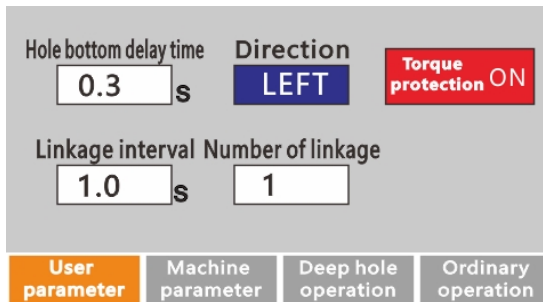 Hole bottom delay time Direction
0.3 s LEFT
Torque
protection ON
Linkage interval Number of linkage
1.0 s 1
User
parameter
Machine
parameter
Deep hole
operation
Ordinary
operation